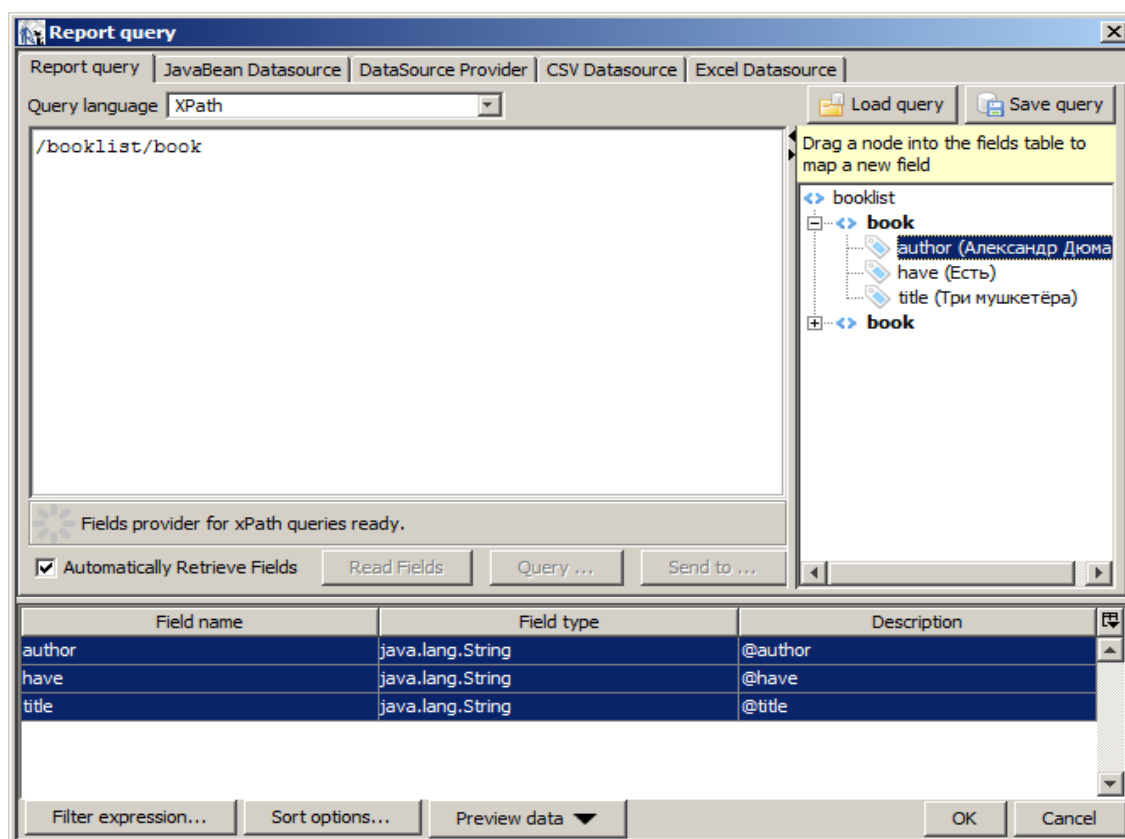 Report query
Report query JavaBean Datasource DataSource Provider CSV Datasource Excel Datasource
Query language XPath Load query Save query
/booklist/book
Drag a node into the fields table to
map a new field
booklist
book
author (Александр Дюма
have (Есть)
title (Три мушкетёра)
book
Fields provider for xPath queries ready.
Automatically Retrieve Fields Read Fields Query ... Send to ...
Field name Field type Description
author java.lang.String @author
have java.lang.String @have
title java.lang.String @title
Filter expression... Sort options... Preview data OK Cancel